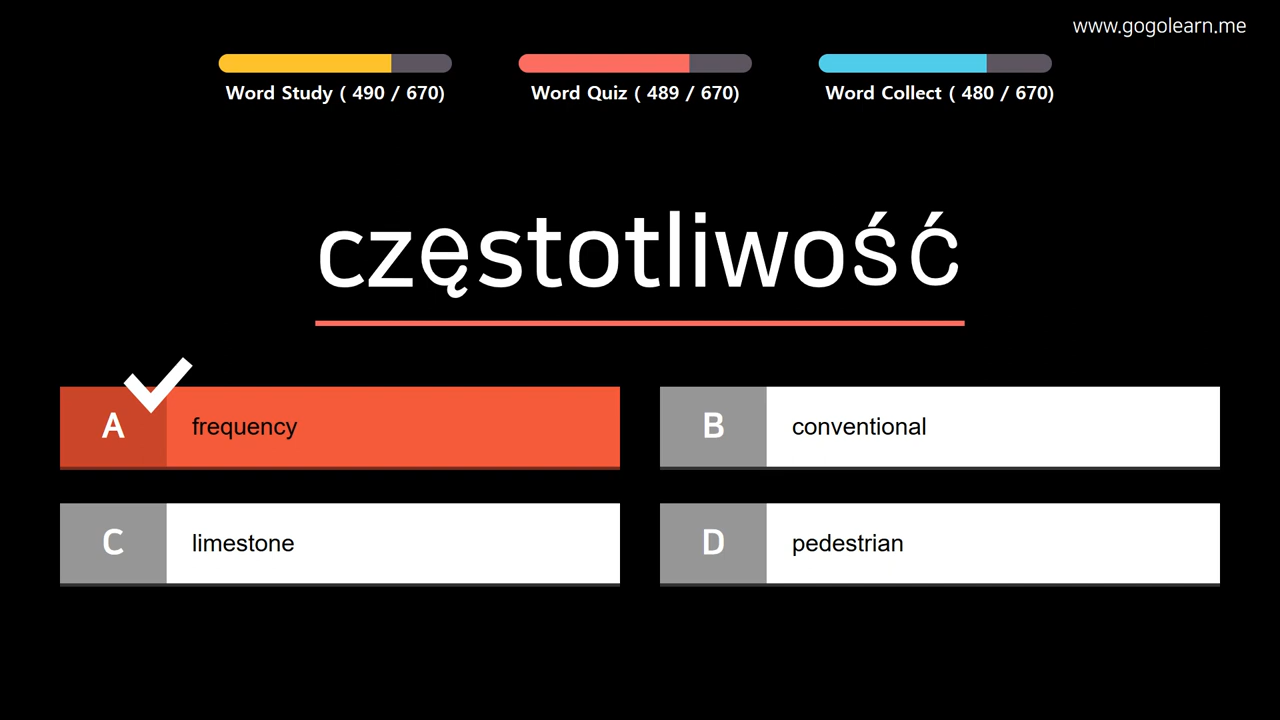 www.gogolearn.me
Word Study ( 490 / 670)
Word Quiz ( 489 / 670)
Word Collect ( 480 / 670)
częstotliwość
A frequency
B conventional
C limestone
D pedestrian